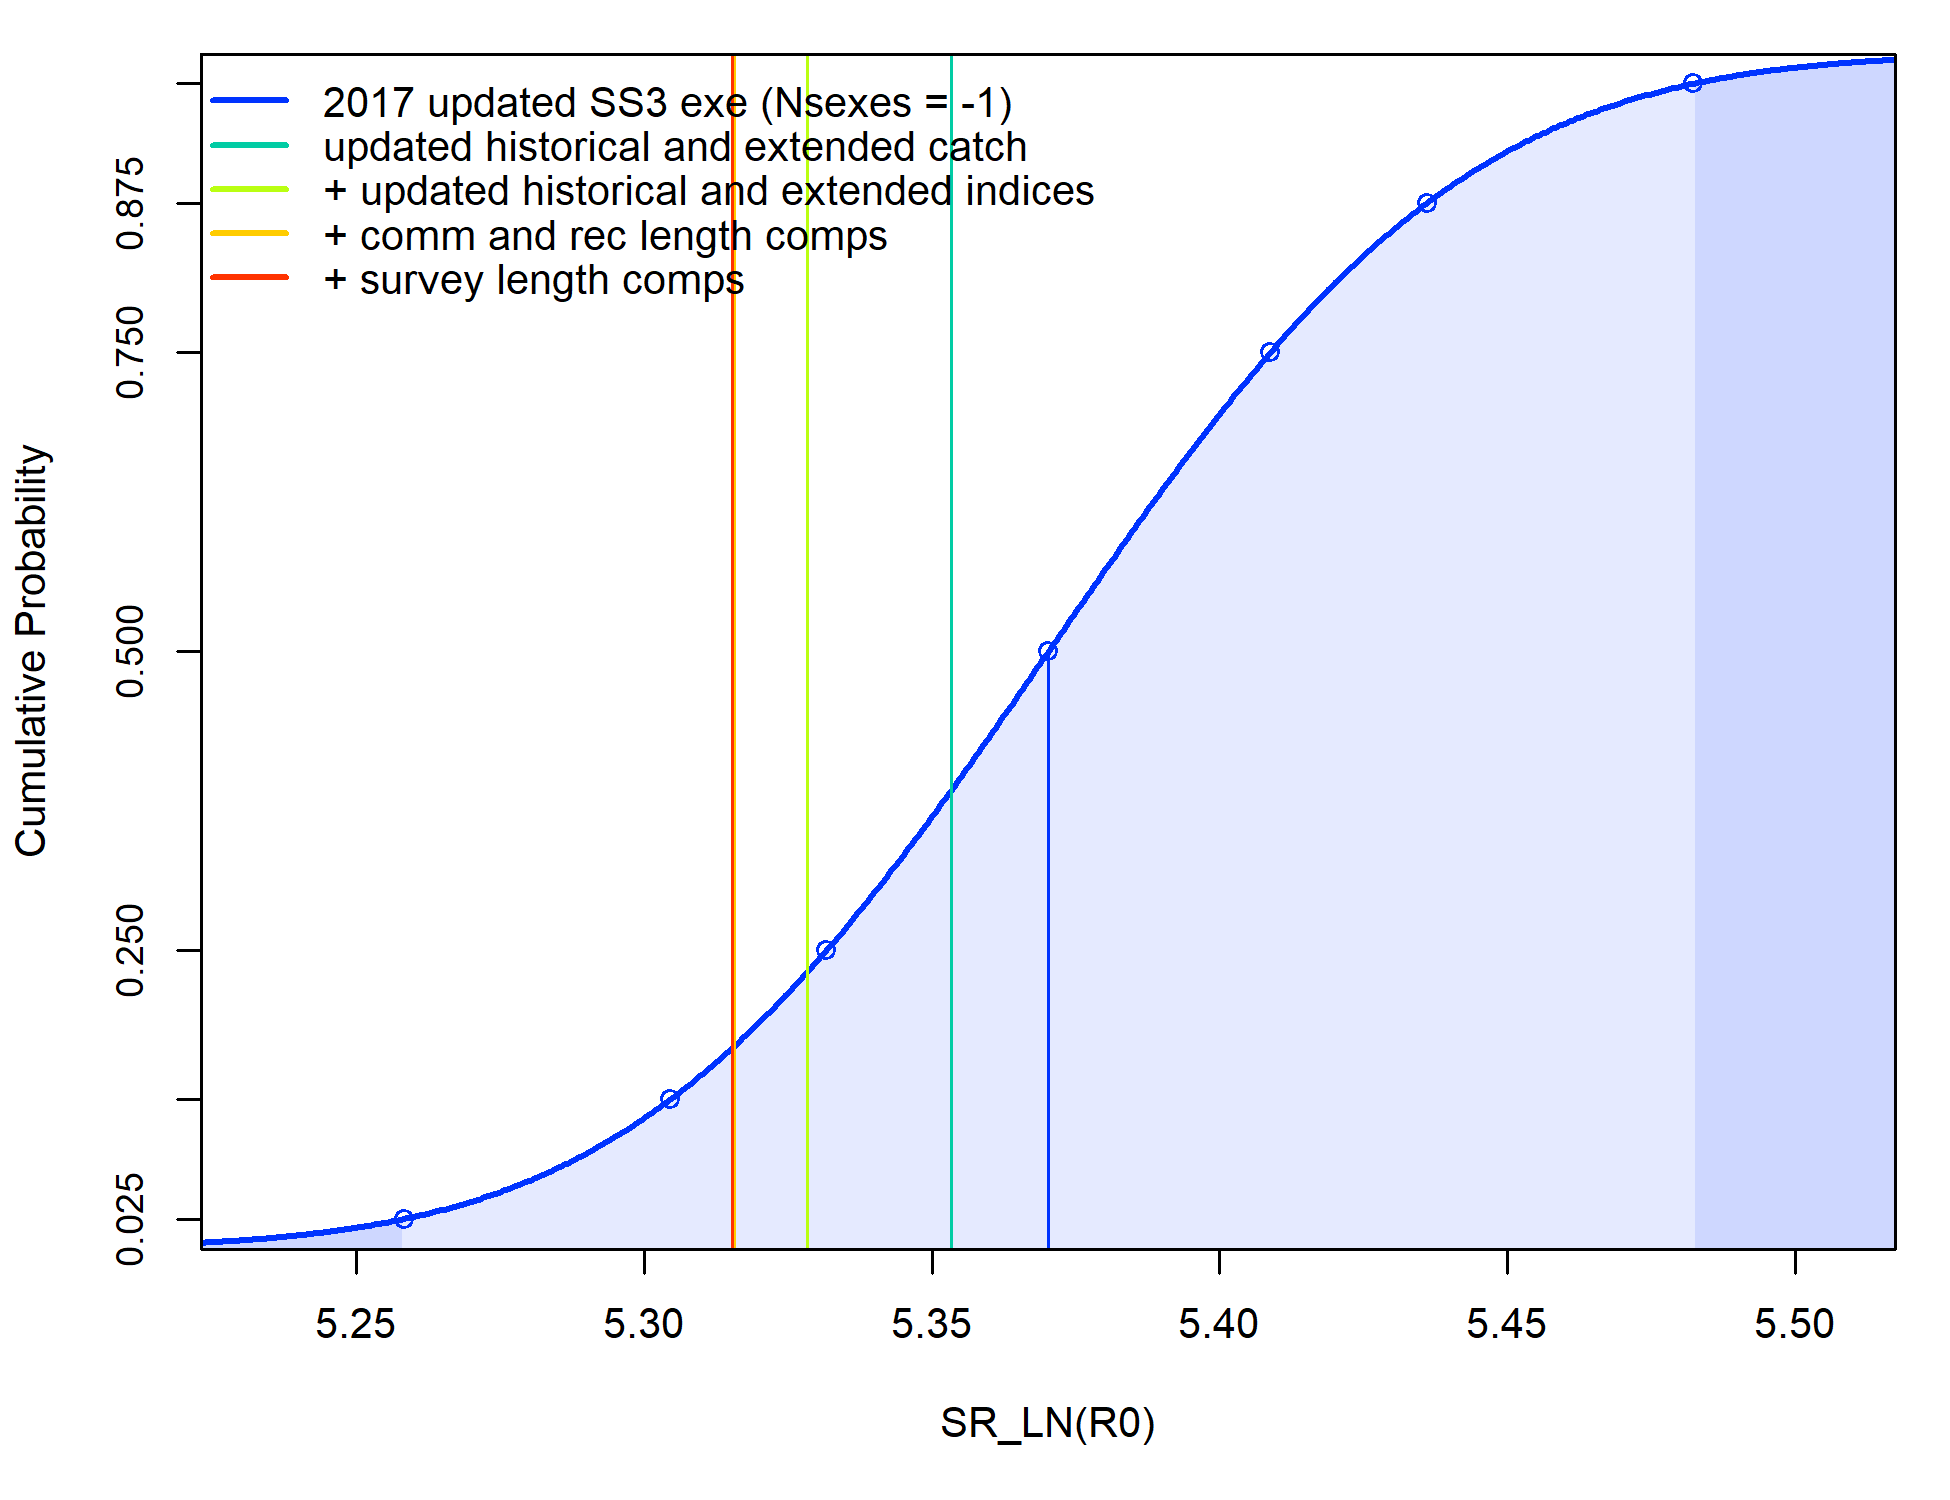 2017 updated SS3 exe (Nsexes = -1)
updated historical and extended catch
+ updated historical and extended indices
+ comm and rec length comps
+ survey length comps
Cumulative Probability
0.875
0.750
0.500
0.250
0.025
5.25 5.30 5.35 5.40 5.45 5.50
SR_LN(R0)